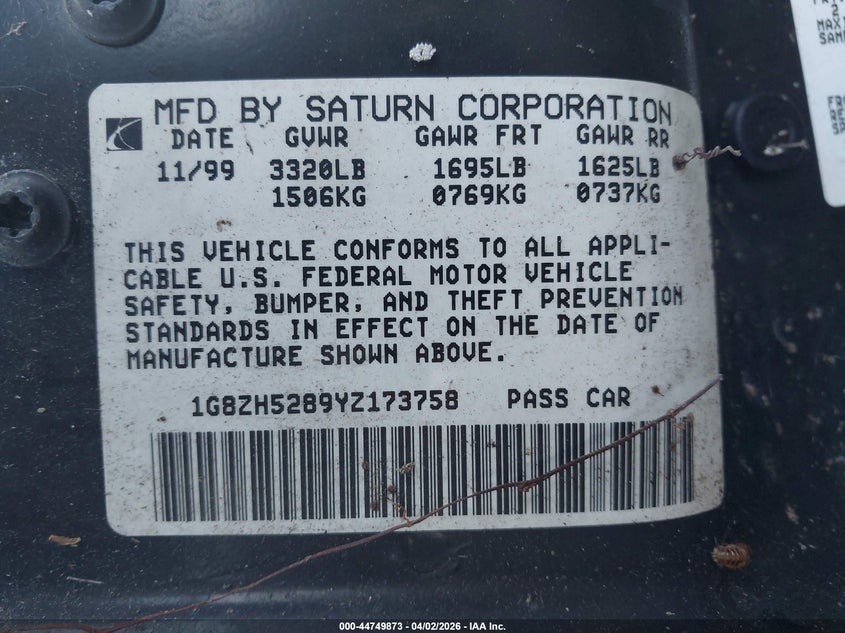 MFD BY SATURN CORPORATION
DATE GVWR GAWR FRT GAWR RR
11/99 3320LB 1695LB 1625LB
1506KG 0769KG 0737KG
THIS VEHICLE CONFORMS TO ALL APPLI-
CABLE U.S. FEDERAL MOTOR VEHICLE
SAFETY, BUMPER, AND THEFT PREVENTION
STANDARDS IN EFFECT ON THE DATE OF
MANUFACTURE SHOWN ABOVE.
1G8ZH5289YZ173758 PASS CAR
000-44749873 - 04/02/2026 - IAA Inc.